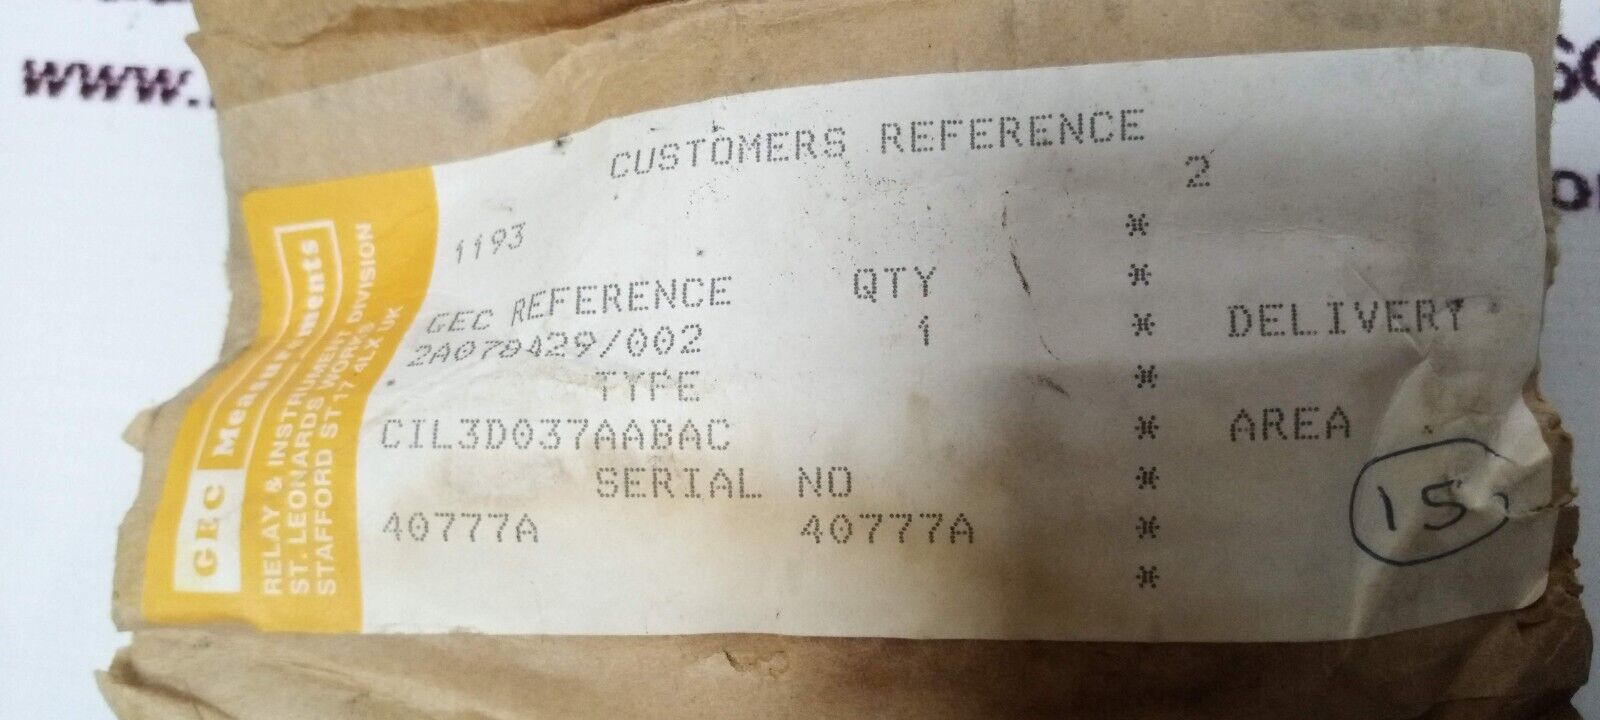 www.
CUSTOMERS REFERENCE
2
1193
GEC REFERENCE QTY
2A078429/002 1
TYPE
CIL3D037AABAC
SERIAL NO
40777A 40777A
*
*
*
*
*
*
*
*
DELIVERY
AREA
15
GEC Measurements
RELAY & INSTRUMENT DIVISION
ST. LEONARDS WORKS
STAFFORD ST17 4LX UK